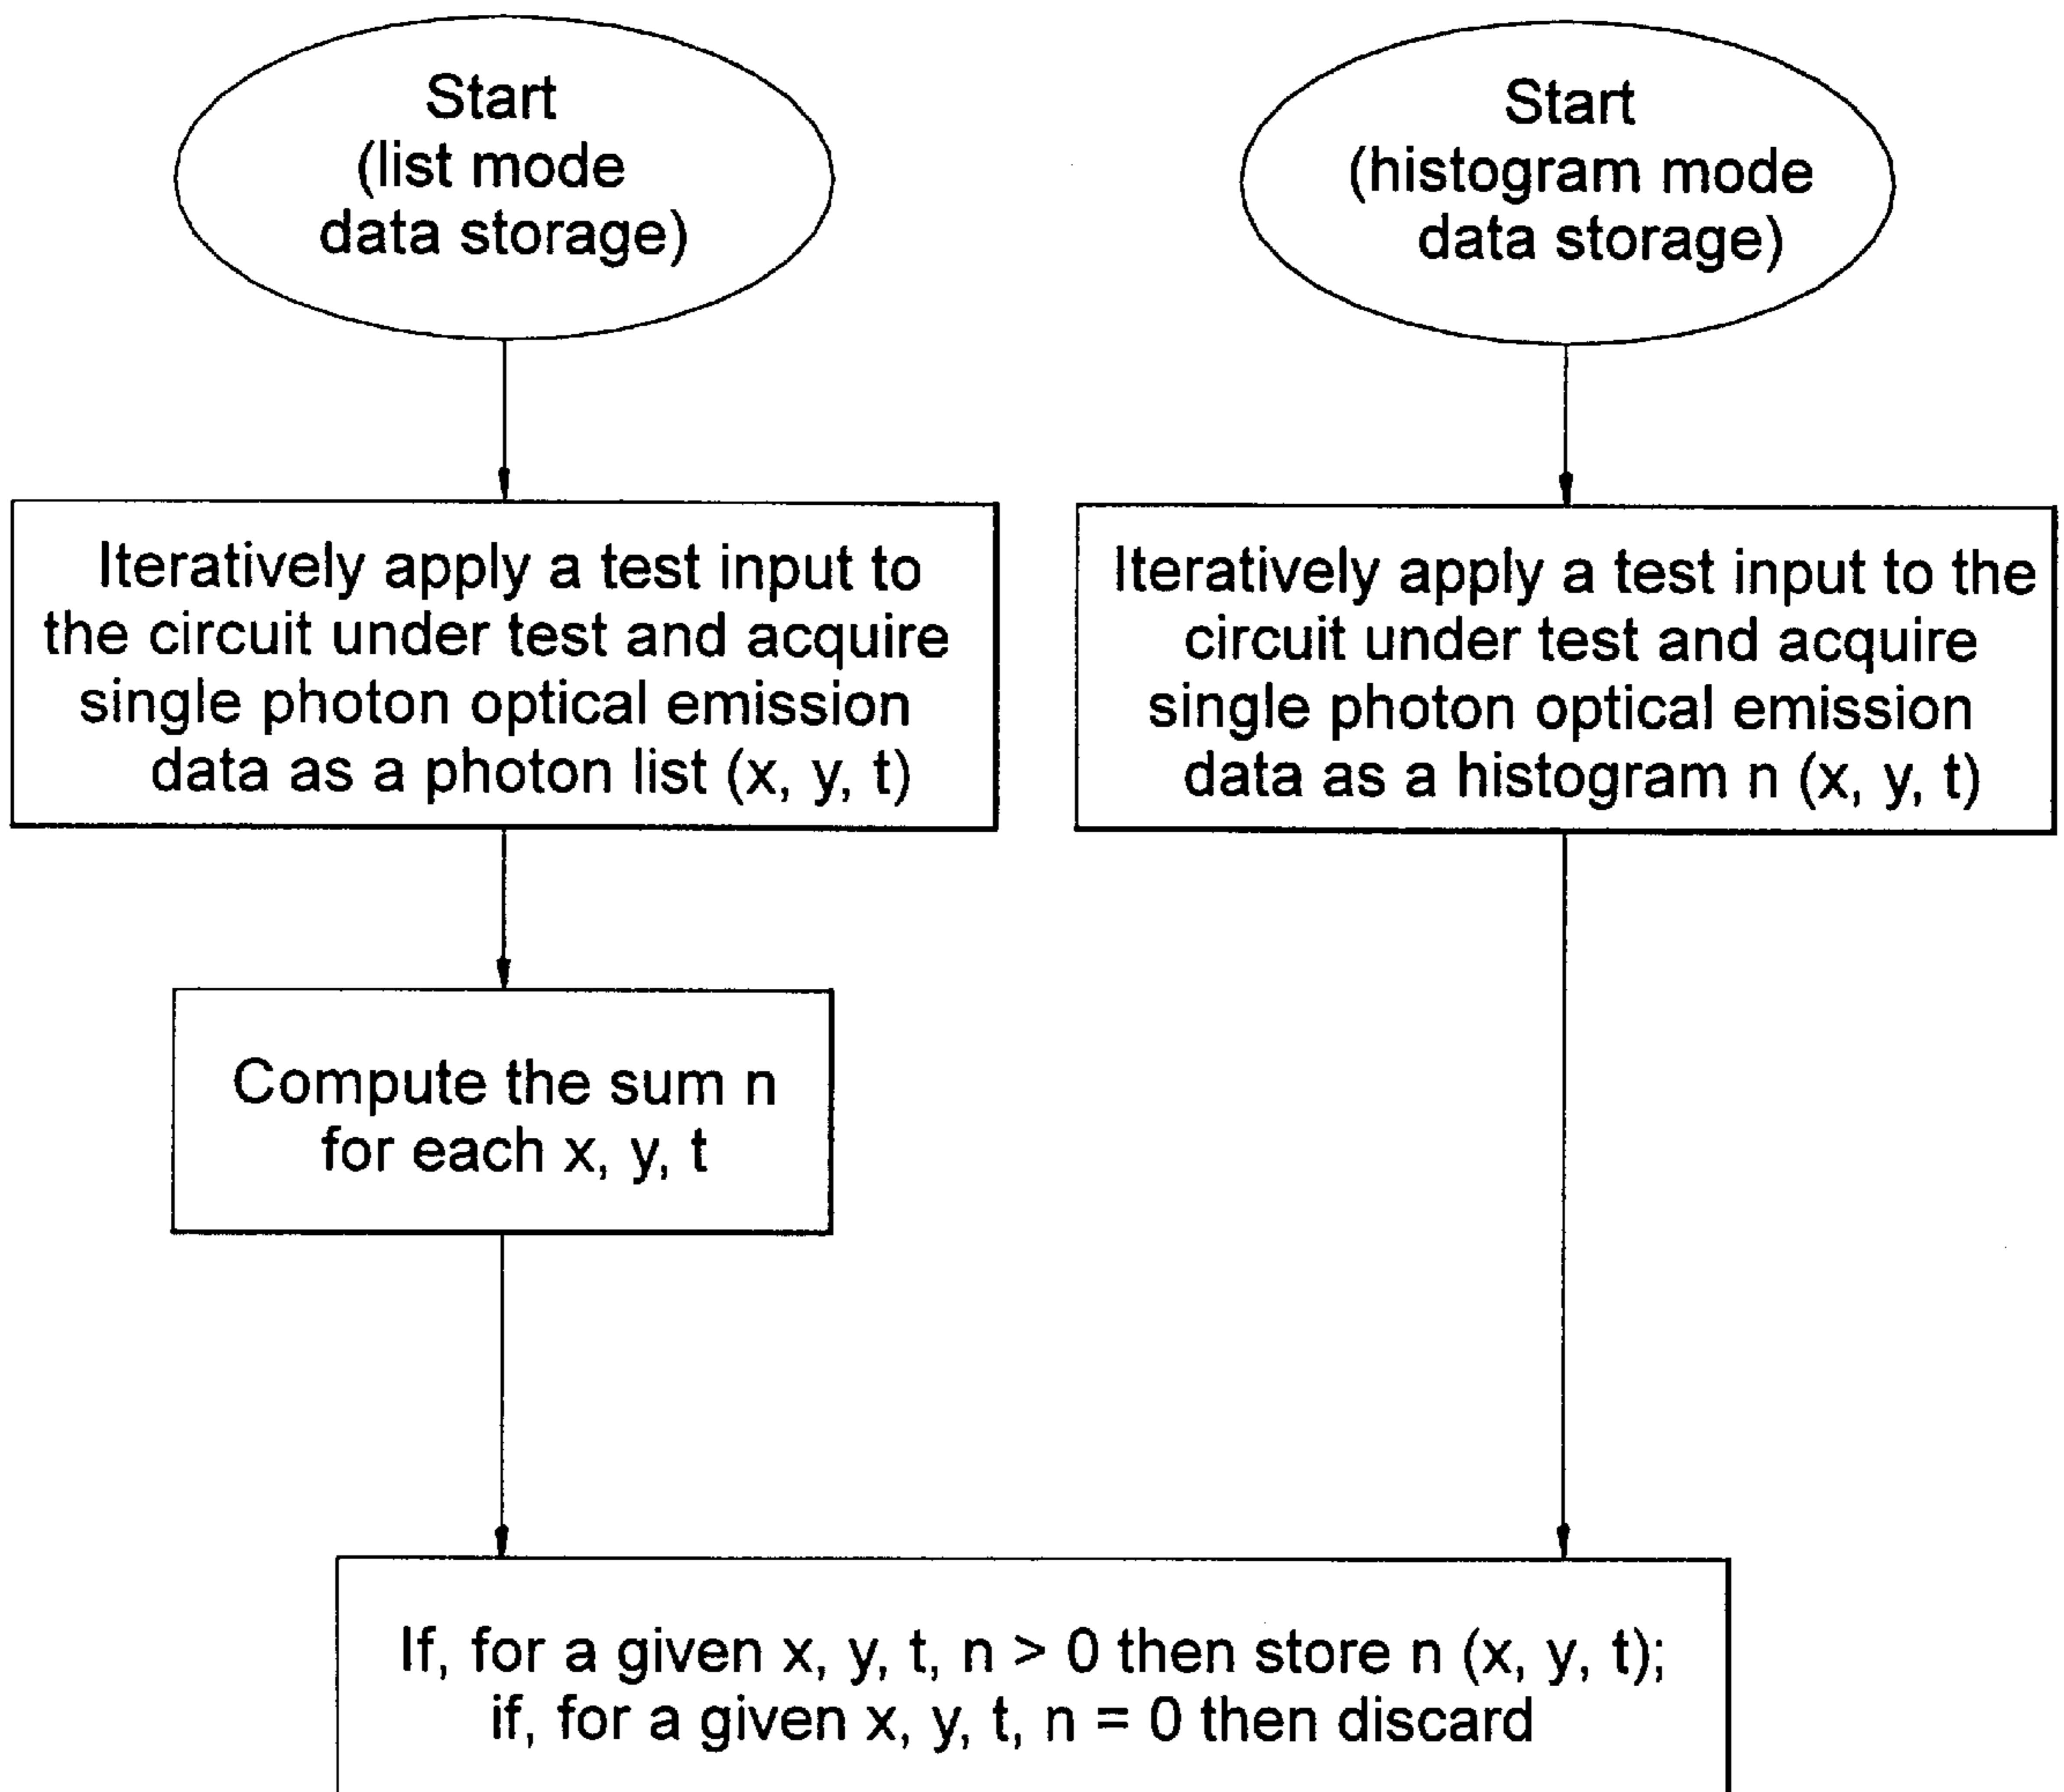 Start
(list mode
data storage)
Start
(histogram mode
data storage)
Iteratively apply a test input to
the circuit under test and acquire
single photon optical emission
data as a photon list (x, y, t)
Iteratively apply a test input to the
circuit under test and acquire
single photon optical emission
data as a histogram n (x, y, t)
Compute the sum n
for each x, y, t
If, for a given x, y, t, n > 0 then store n (x, y, t);
if, for a given x, y, t, n = 0 then discard